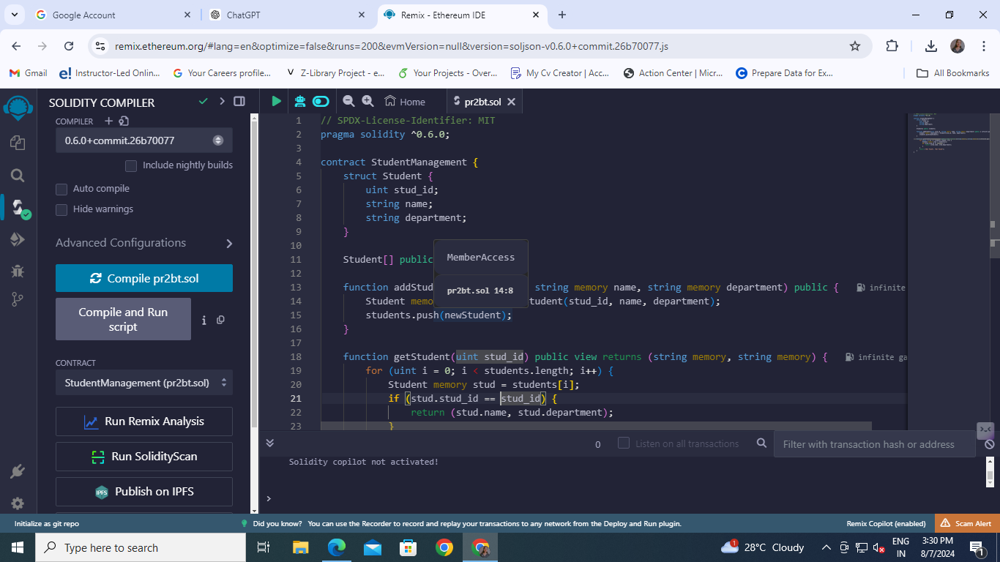 Google Account
ChatGPT
Remix - Ethereum IDE
remix.ethereum.org/#lang=en&optimize=false&runs=200&evmVersion=null&version=soljson-v0.6.0+commit.26b70077.js
Gmail
e! Instructor-Led Onlin...
Your Careers profile...
Z-Library Project - e...
Your Projects - Over...
My Cv Creator | Acc...
Action Center | Micr...
Prepare Data for Ex...
All Bookmarks
SOLIDITY COMPILER
COMPILER
0.6.0+commit.26b70077
Include nightly builds
Auto compile
Hide warnings
Advanced Configurations
Compile pr2bt.sol
Compile and Run
script
CONTRACT
StudentManagement (pr2bt.sol)
Run Remix Analysis
Run SolidityScan
IPFS Publish on IPFS
Home
pr2bt.sol
1 // SPDX-License-Identifier: MIT
2 pragma solidity ^0.6.0;
3
4 contract StudentManagement {
5 struct Student {
6 uint stud_id;
7 string name;
8 string department;
9 }
10
11 Student[] public
12
13 function addStud string memory name, string memory department) public { infinite
14 Student memo tudent(stud_id, name, department);
15 students.push(newStudent);
16 }
17
18 function getStudent(uint stud_id) public view returns (string memory, string memory) { infinite ga
19 for (uint i = 0; i < students.length; i++) {
20 Student memory stud = students[i];
21 if (stud.stud_id == stud_id) {
22 return (stud.name, stud.department);
23 }
MemberAccess
pr2bt.sol 14:8
0
Listen on all transactions
Filter with transaction hash or address
Solidity copilot not activated!
>
Initialize as git repo
Did you know? You can use the Recorder to record and replay your transactions to any network from the Deploy and Run plugin.
Remix Copilot (enabled)
Scam Alert
Type here to search
1
28°C Cloudy
ENG
IN
3:30 PM
8/7/2024
1